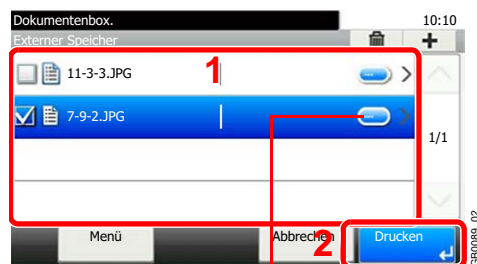 Dokumentenbox. 10:10
Externer Speicher
1
11-3-3.JPG
7-9-2.JPG
1/1
Menü Abbrechen Drucken
2
GB0089_02